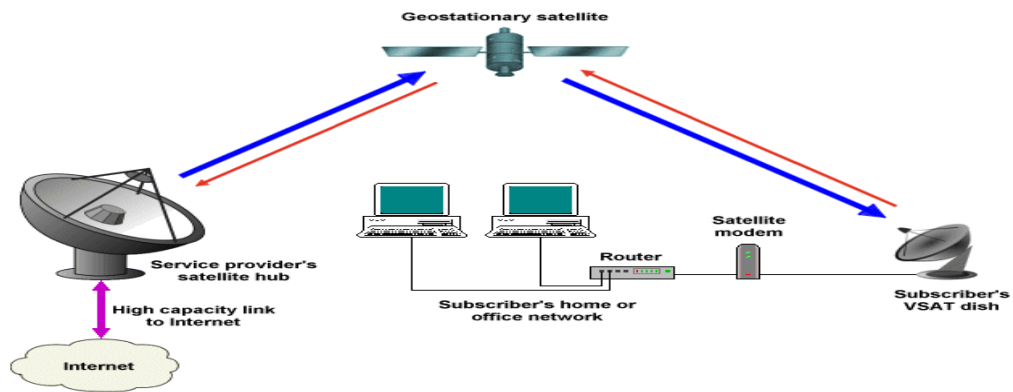 Geostationary satellite
Service provider's
satellite hub
High capacity link
to Internet
Internet
Router
Satellite
modem
Subscriber's home or
office network
Subscriber's
VSAT dish